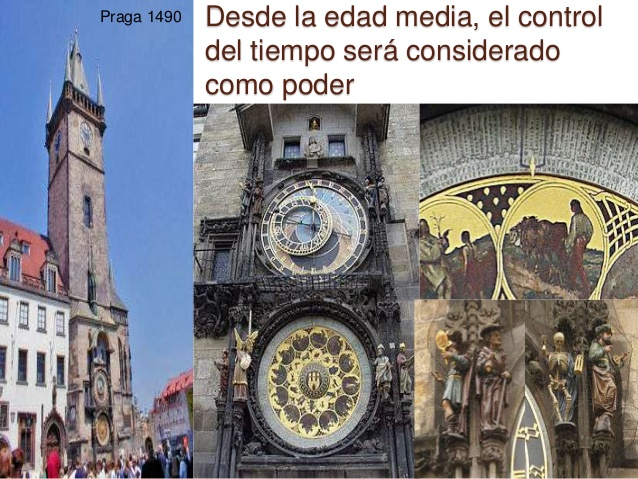 Praga 1490
Desde la edad media, el control
del tiempo será considerado
como poder